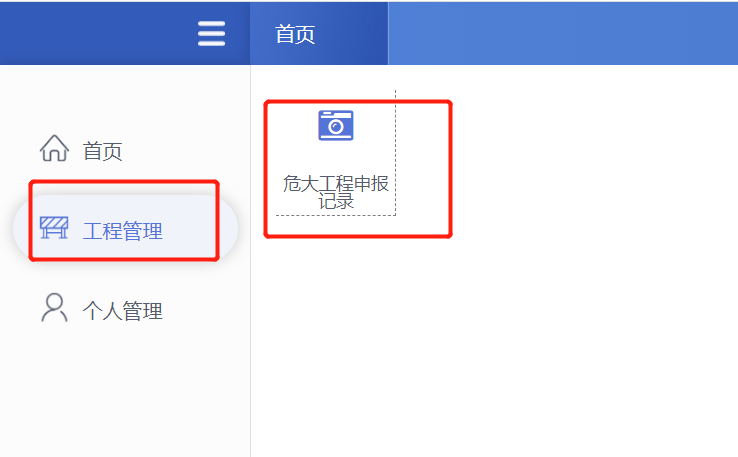 首页
首页
工程管理
个人管理
危大工程申报
记录